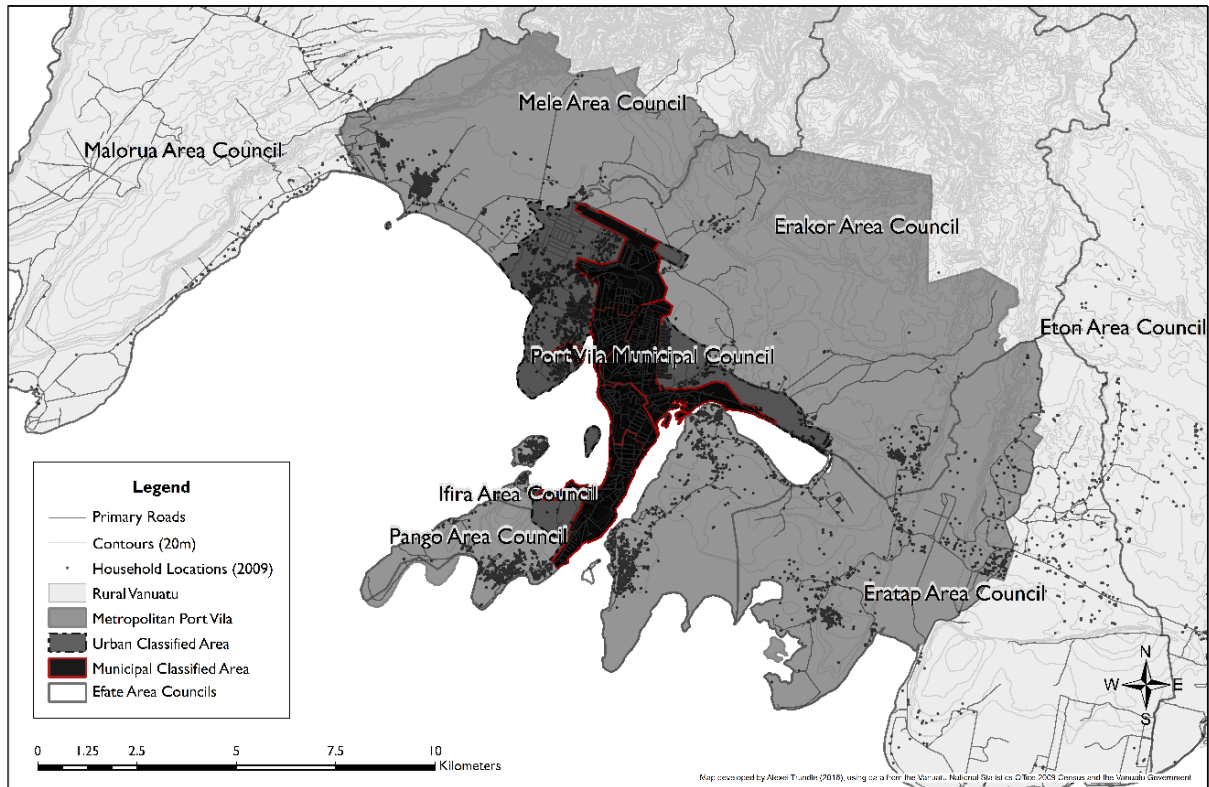 Mele Area Council
Malorua Area Council
Erakor Area Council
Eton Area Council
Port Vila Municipal Council
Ifira Area Council
Pango Area Council
Eratap Area Council
Legend
Primary Roads
Contours (20m)
Household Locations (2009)
Rural Vanuatu
Metropolitan Port Vila
Urban Classified Area
Municipal Classified Area
Efate Area Councils
N
W E
S
0 1.25 2.5 5 7.5 10
Kilometers
Map developed by Alexei Trundle (2018), using data from the Vanuatu National Statistics Office 2009 Census and the Vanuatu Government